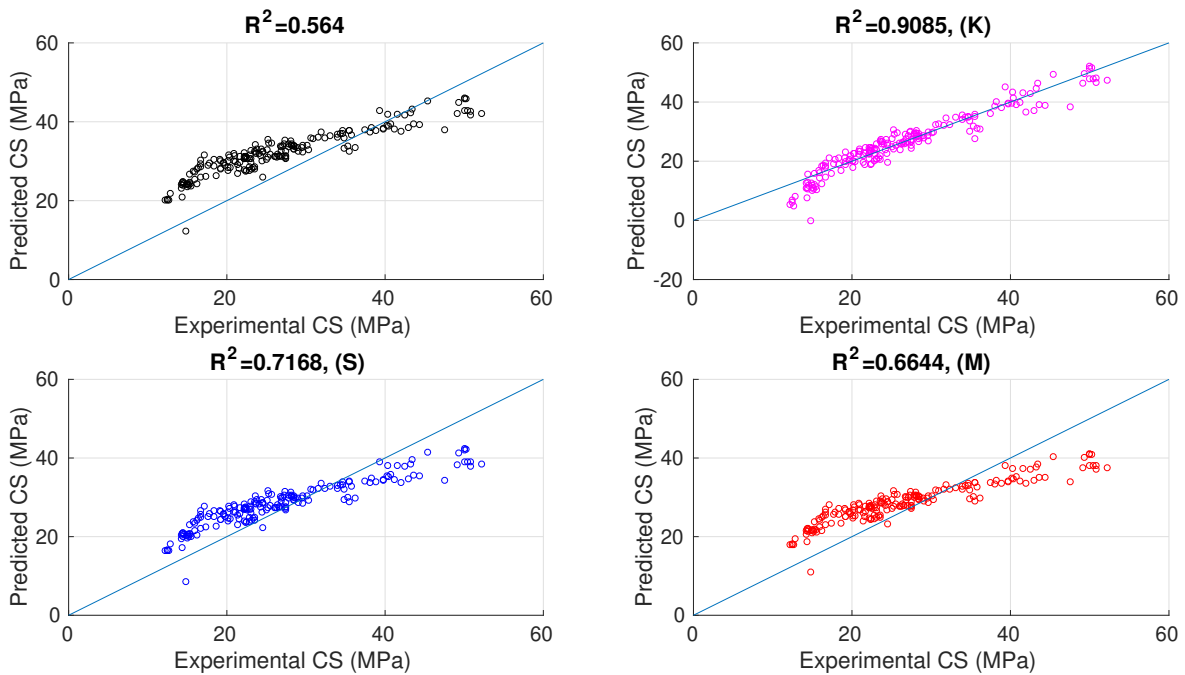 R²=0.564
Predicted CS (MPa)
60
40
20
0
0 20 40 60
Experimental CS (MPa)
R²=0.9085, (K)
Predicted CS (MPa)
60
40
20
0
-20
0 20 40 60
Experimental CS (MPa)
R²=0.7168, (S)
Predicted CS (MPa)
60
40
20
0
0 20 40 60
Experimental CS (MPa)
R²=0.6644, (M)
Predicted CS (MPa)
60
40
20
0
0 20 40 60
Experimental CS (MPa)